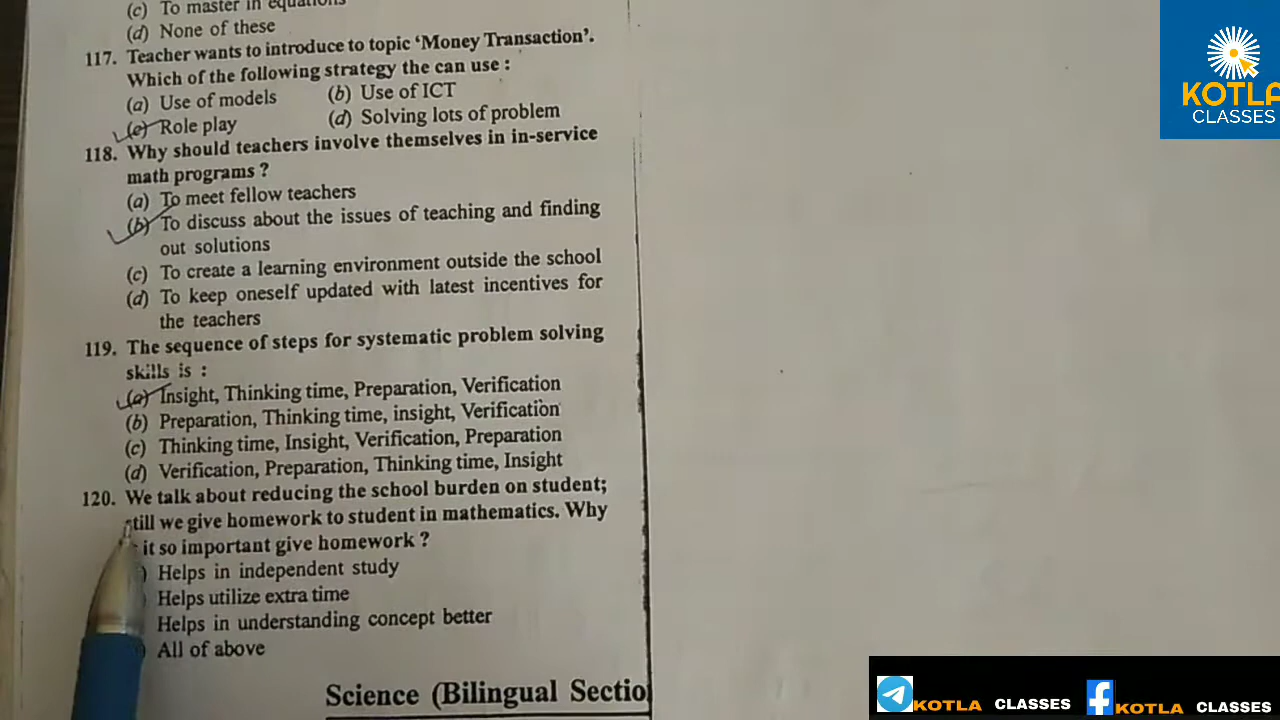 (c) To master in equations
(d) None of these
117. Teacher wants to introduce to topic ‘Money Transaction’.
Which of the following strategy the can use :
(a) Use of models (b) Use of ICT
(c) Role play (d) Solving lots of problem
118. Why should teachers involve themselves in in-service
math programs ?
(a) To meet fellow teachers
(b) To discuss about the issues of teaching and finding
out solutions
(c) To create a learning environment outside the school
(d) To keep oneself updated with latest incentives for
the teachers
119. The sequence of steps for systematic problem solving
skills is :
(a) Insight, Thinking time, Preparation, Verification
(b) Preparation, Thinking time, insight, Verification
(c) Thinking time, Insight, Verification, Preparation
(d) Verification, Preparation, Thinking time, Insight
120. We talk about reducing the school burden on student;
still we give homework to student in mathematics. Why
it so important give homework ?
Helps in independent study
Helps utilize extra time
Helps in understanding concept better
All of above
Science (Bilingual Sectio
KOTLA
CLASSES
KOTLA CLASSES
KOTLA CLASSES